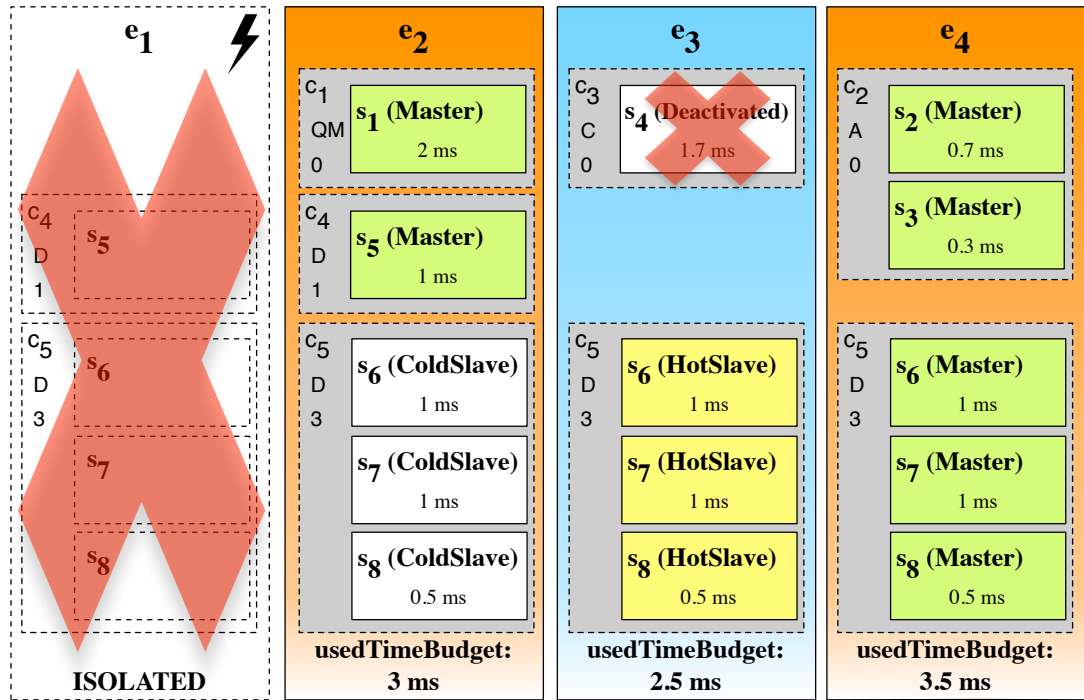 e1
c4
D
1
s5
c5
D
3
s6
s7
s8
ISOLATED
e2
c1
QM
0
s1 (Master)
2 ms
c4
D
1
s5 (Master)
1 ms
c5
D
3
s6 (ColdSlave)
1 ms
s7 (ColdSlave)
1 ms
s8 (ColdSlave)
0.5 ms
usedTimeBudget:
3 ms
e3
c3
C
0
s4 (Deactivated)
1.7 ms
c5
D
3
s6 (HotSlave)
1 ms
s7 (HotSlave)
1 ms
s8 (HotSlave)
0.5 ms
usedTimeBudget:
2.5 ms
e4
c2
A
0
s2 (Master)
0.7 ms
s3 (Master)
0.3 ms
c5
D
3
s6 (Master)
1 ms
s7 (Master)
1 ms
s8 (Master)
0.5 ms
usedTimeBudget:
3.5 ms